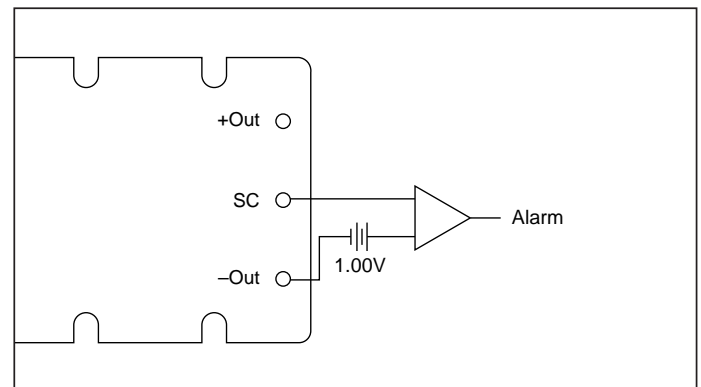 +Out
SC
Alarm
–Out
1.00V